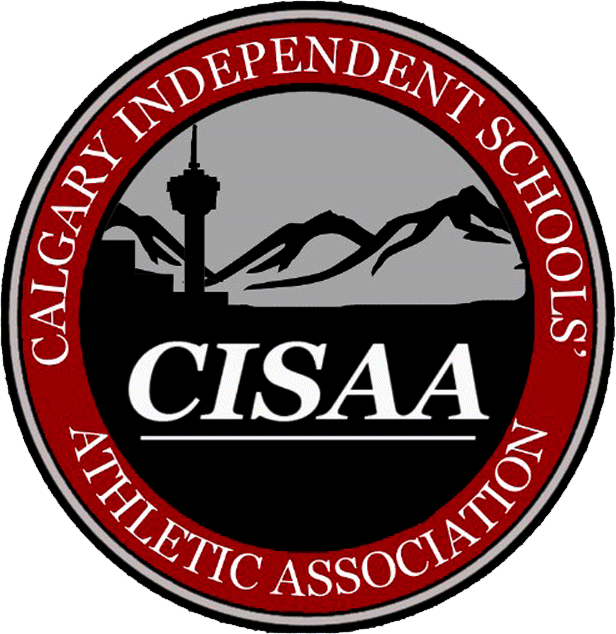 CALGARY INDEPENDENT SCHOOLS'
CISAA
ATHLETIC ASSOCIATION